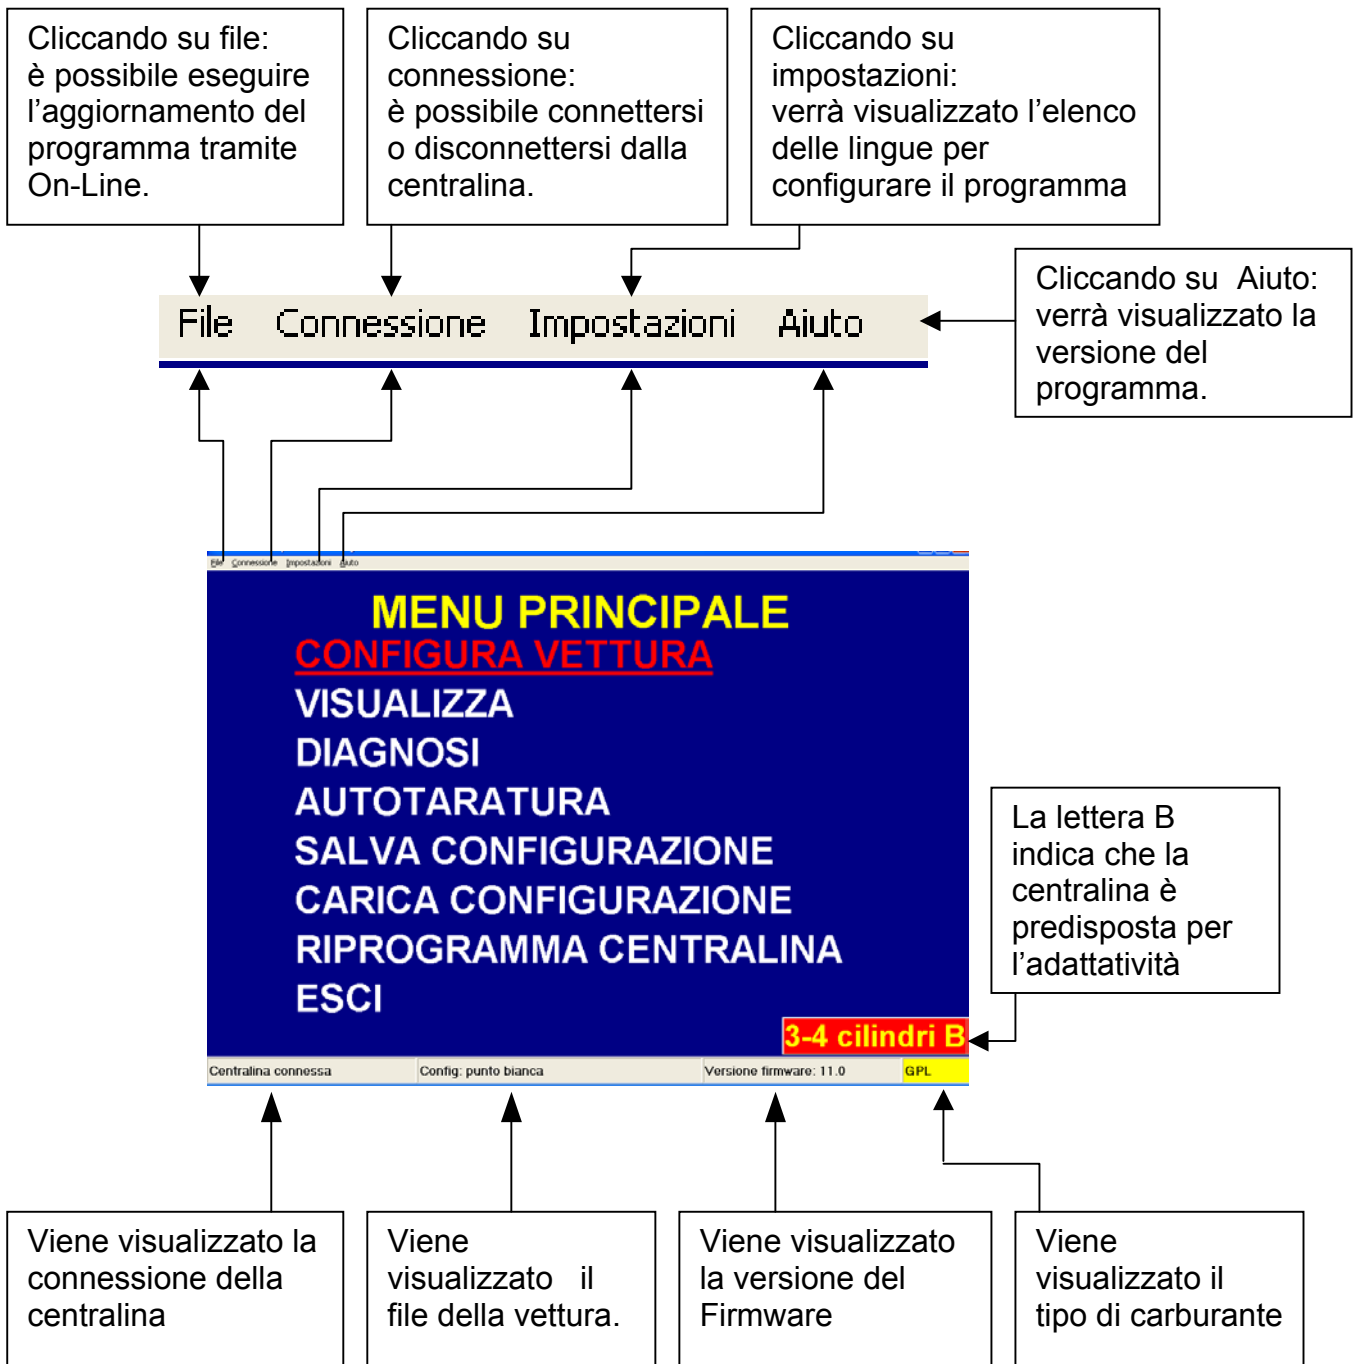 Cliccando su file:
è possibile eseguire
l’aggiornamento del
programma tramite
On-Line.
Cliccando su
connessione:
è possibile connettersi
o disconnettersi dalla
centralina.
Cliccando su
impostazioni:
verrà visualizzato l’elenco
delle lingue per
configurare il programma
Cliccando su Aiuto:
verrà visualizzato la
versione del
programma.
File Connessione Impostazioni Aiuto
File Connessione Impostazioni Aiuto
MENU PRINCIPALE
CONFIGURA VETTURA
VISUALIZZA
DIAGNOSI
AUTOTARATURA
SALVA CONFIGURAZIONE
CARICA CONFIGURAZIONE
RIPROGRAMMA CENTRALINA
ESCI
3-4 cilindri B
La lettera B
indica che la
centralina è
predisposta per
l’adattatività
Centralina connessa Config: punto bianca Versione firmware: 11.0 GPL
Viene visualizzato la
connessione della
centralina
Viene
visualizzato il
file della vettura.
Viene visualizzato
la versione del
Firmware
Viene
visualizzato il
tipo di carburante